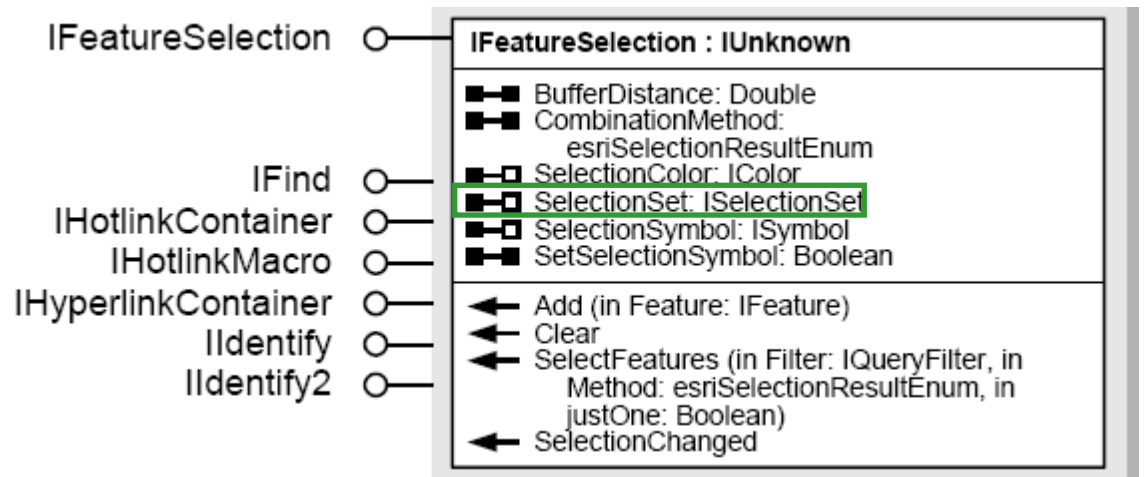 IFeatureSelection
IFeatureSelection : IUnknown
BufferDistance: Double
CombinationMethod:
esriSelectionResultEnum
SelectionColor: IColor
SelectionSet: ISelectionSet
SelectionSymbol: ISymbol
SetSelectionSymbol: Boolean
Add (in Feature: IFeature)
Clear
SelectFeatures (in Filter: IQueryFilter, in
Method: esriSelectionResultEnum, in
justOne: Boolean)
SelectionChanged
IFind
IHotlinkContainer
IHotlinkMacro
IHyperlinkContainer
IIdentify
IIdentify2